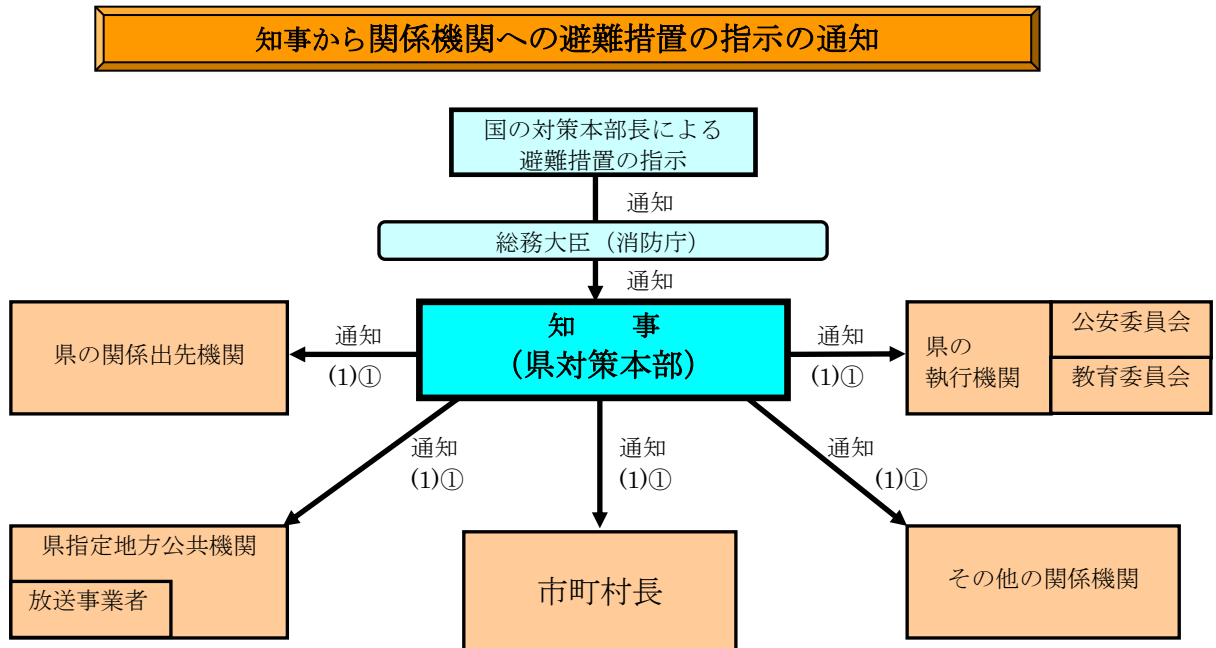 知事から関係機関への避難措置の指示の通知
国の対策本部長による
避難措置の指示
通知
総務大臣（消防庁）
通知
知　事
（県対策本部）
県の関係出先機関
通知
(1)①
通知
(1)①
県の
執行機関
公安委員会
教育委員会
通知
(1)①
通知
(1)①
通知
(1)①
県指定地方公共機関
放送事業者
市町村長
その他の関係機関